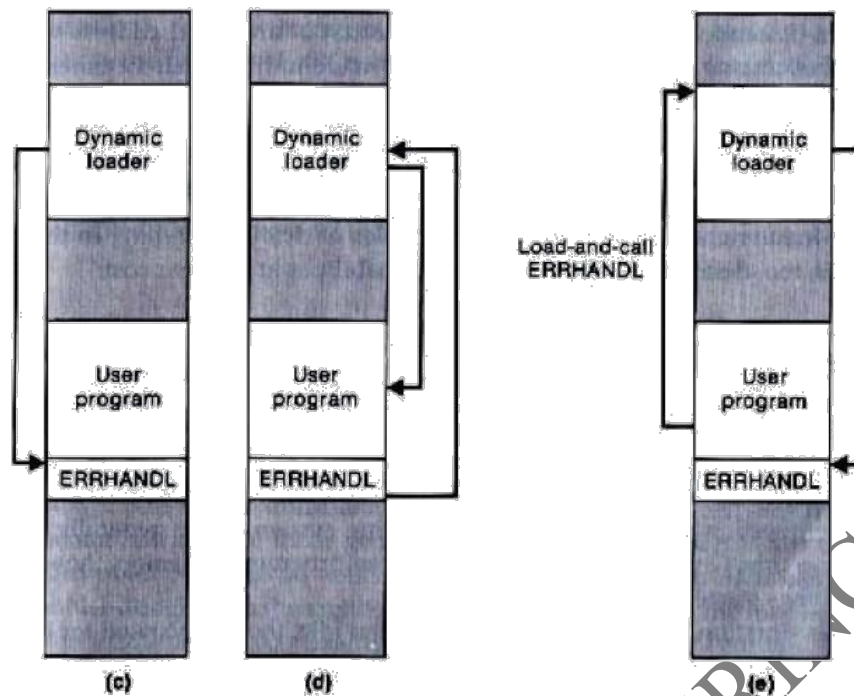 Dynamic
loader
User
program
ERRHANDL
(c)
Dynamic
loader
User
program
ERRHANDL
(d)
Load-and-call
ERRHANDL
Dynamic
loader
User
program
ERRHANDL
(e)